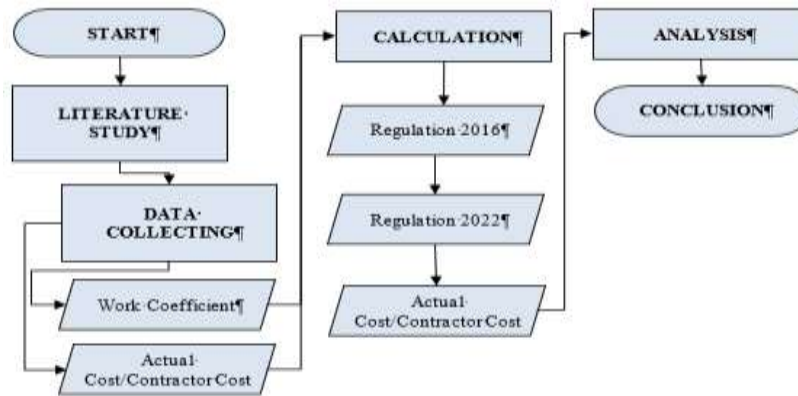 START¶
LITERATURE·
STUDY¶
DATA·
COLLECTING¶
Work·Coefficient¶
Actual·
Cost/Contractor·Cost
CALCULATION¶
Regulation·2016¶
Regulation·2022¶
Actual
Cost/Contractor·Cost
ANALYSIS¶
CONCLUSION¶